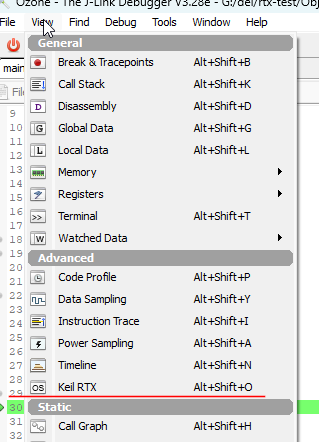 Ozone - The J-Link Debugger V3.28e - G:/del/rtx-test/Obj
File View Find Debug Tools Window Help
General
Break & Tracepoints Alt+Shift+B
Call Stack Alt+Shift+K
Disassembly Alt+Shift+D
Global Data Alt+Shift+G
Local Data Alt+Shift+L
Memory
Registers
Terminal Alt+Shift+T
Watched Data
Advanced
Code Profile Alt+Shift+P
Data Sampling Alt+Shift+Y
Instruction Trace Alt+Shift+I
Power Sampling Alt+Shift+A
Timeline Alt+Shift+N
Keil RTX Alt+Shift+O
Static
Call Graph Alt+Shift+H
main
File
9
10
11
12
13
14
15
16
17
18
19
20
21
22
23
24
25
26
27
28
29
30
31
32